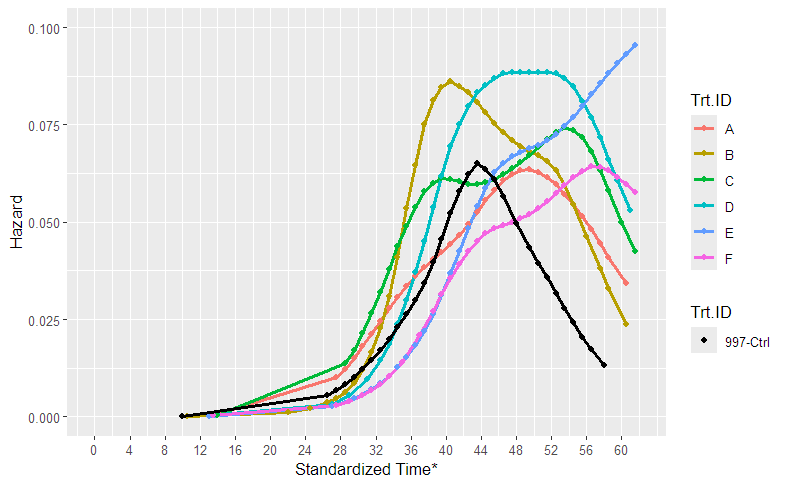 0.100
0.075
0.050
0.025
0.000
Hazard
0 4 8 12 16 20 24 28 32 36 40 44 48 52 56 60
Standardized Time*
Trt.ID
A
B
C
D
E
F
Trt.ID
997-Ctrl